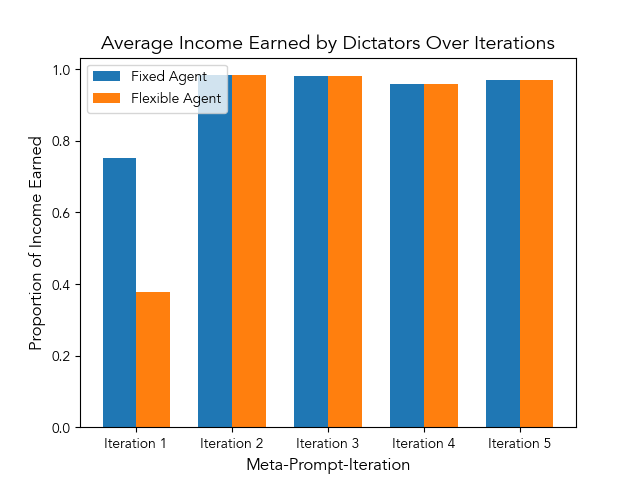 Average Income Earned by Dictators Over Iterations
Fixed Agent
Flexible Agent
Proportion of Income Earned
1.0
0.8
0.6
0.4
0.2
0.0
Iteration 1 Iteration 2 Iteration 3 Iteration 4 Iteration 5
Meta-Prompt-Iteration